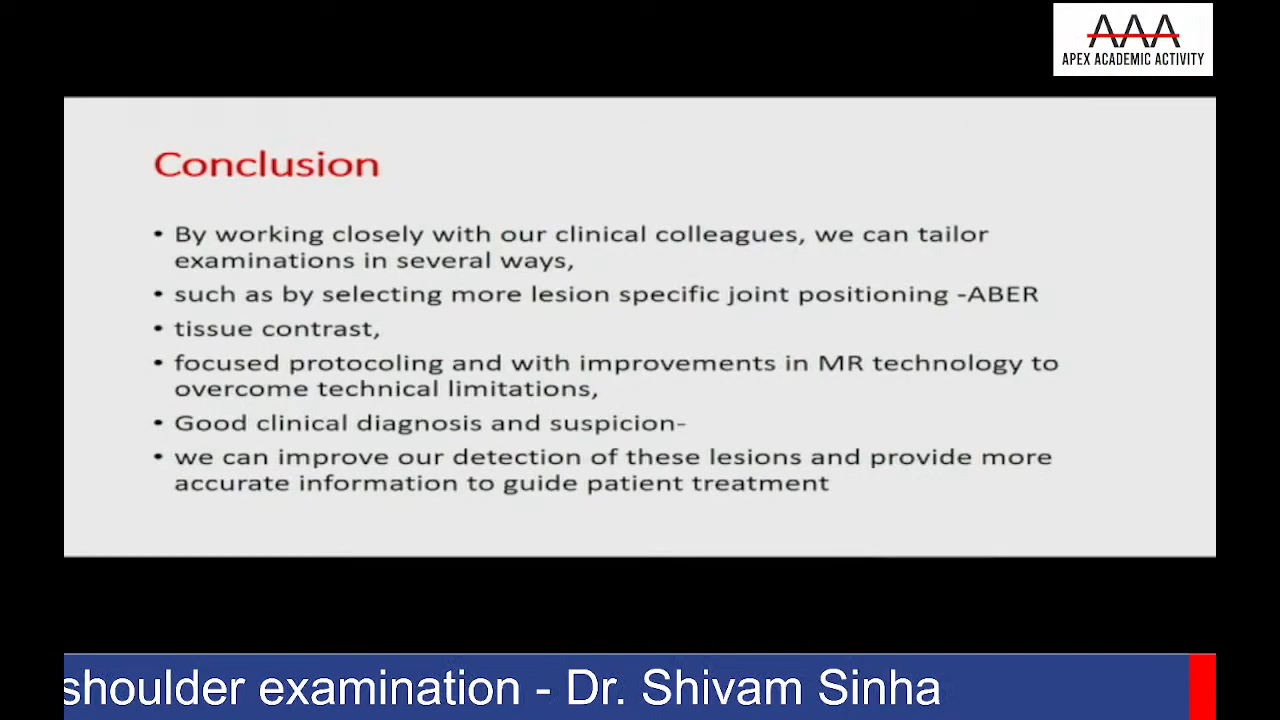 AAA
APEX ACADEMIC ACTIVITY
Conclusion
• By working closely with our clinical colleagues, we can tailor
examinations in several ways,
• such as by selecting more lesion specific joint positioning -ABER
• tissue contrast,
• focused protocoling and with improvements in MR technology to
overcome technical limitations,
• Good clinical diagnosis and suspicion-
• we can improve our detection of these lesions and provide more
accurate information to guide patient treatment
shoulder examination - Dr. Shivam Sinha